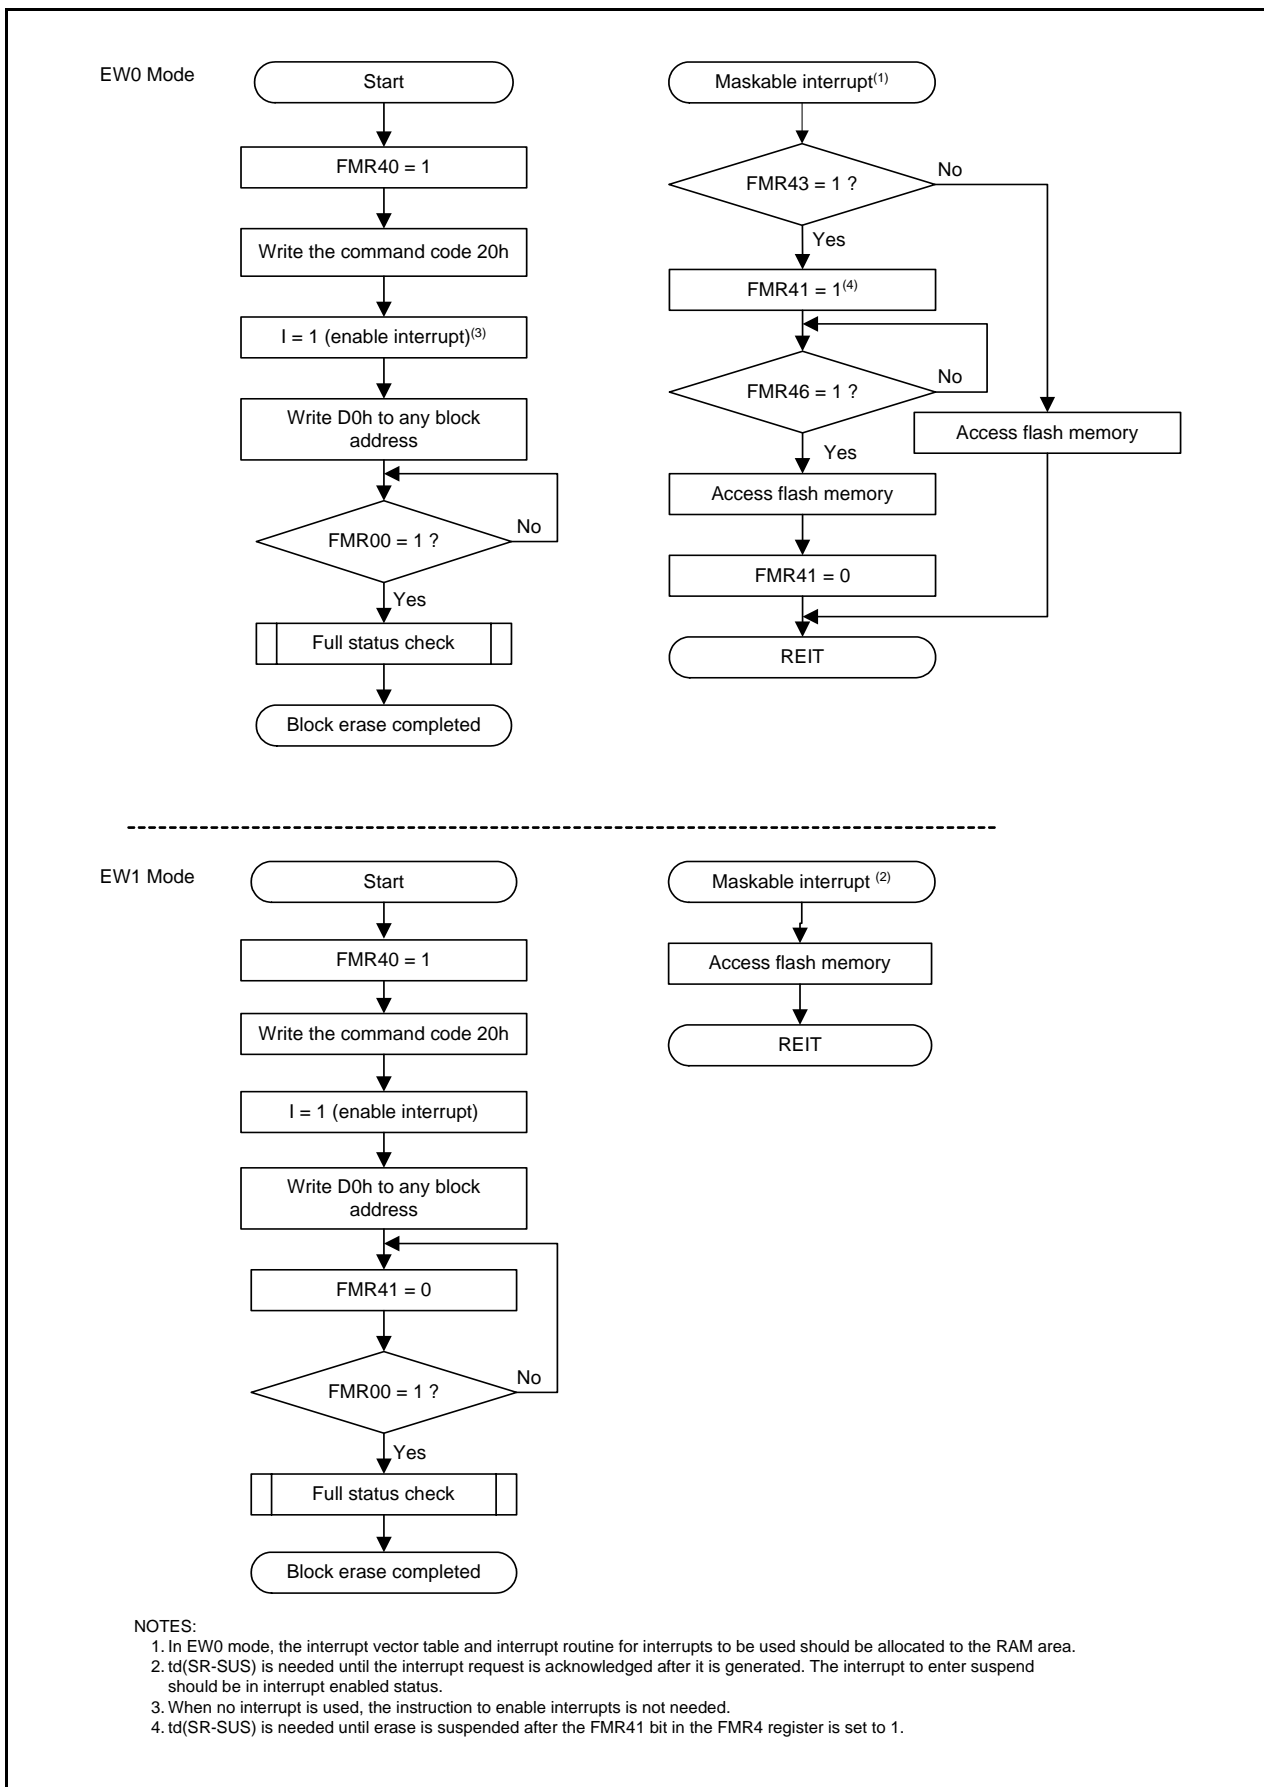 EW0 Mode
Start
FMR40 = 1
Write the command code 20h
I = 1 (enable interrupt)(3)
Write D0h to any block
address
FMR00 = 1 ?
No
Yes
Full status check
Block erase completed
Maskable interrupt(1)
FMR43 = 1 ?
No
Yes
FMR41 = 1(4)
FMR46 = 1 ?
No
Yes
Access flash memory
Access flash memory
FMR41 = 0
REIT
EW1 Mode
Start
FMR40 = 1
Write the command code 20h
I = 1 (enable interrupt)
Write D0h to any block
address
FMR41 = 0
FMR00 = 1 ?
No
Yes
Full status check
Block erase completed
Maskable interrupt (2)
Access flash memory
REIT
NOTES:
1. In EW0 mode, the interrupt vector table and interrupt routine for interrupts to be used should be allocated to the RAM area.
2. td(SR-SUS) is needed until the interrupt request is acknowledged after it is generated. The interrupt to enter suspend
should be in interrupt enabled status.
3. When no interrupt is used, the instruction to enable interrupts is not needed.
4. td(SR-SUS) is needed until erase is suspended after the FMR41 bit in the FMR4 register is set to 1.